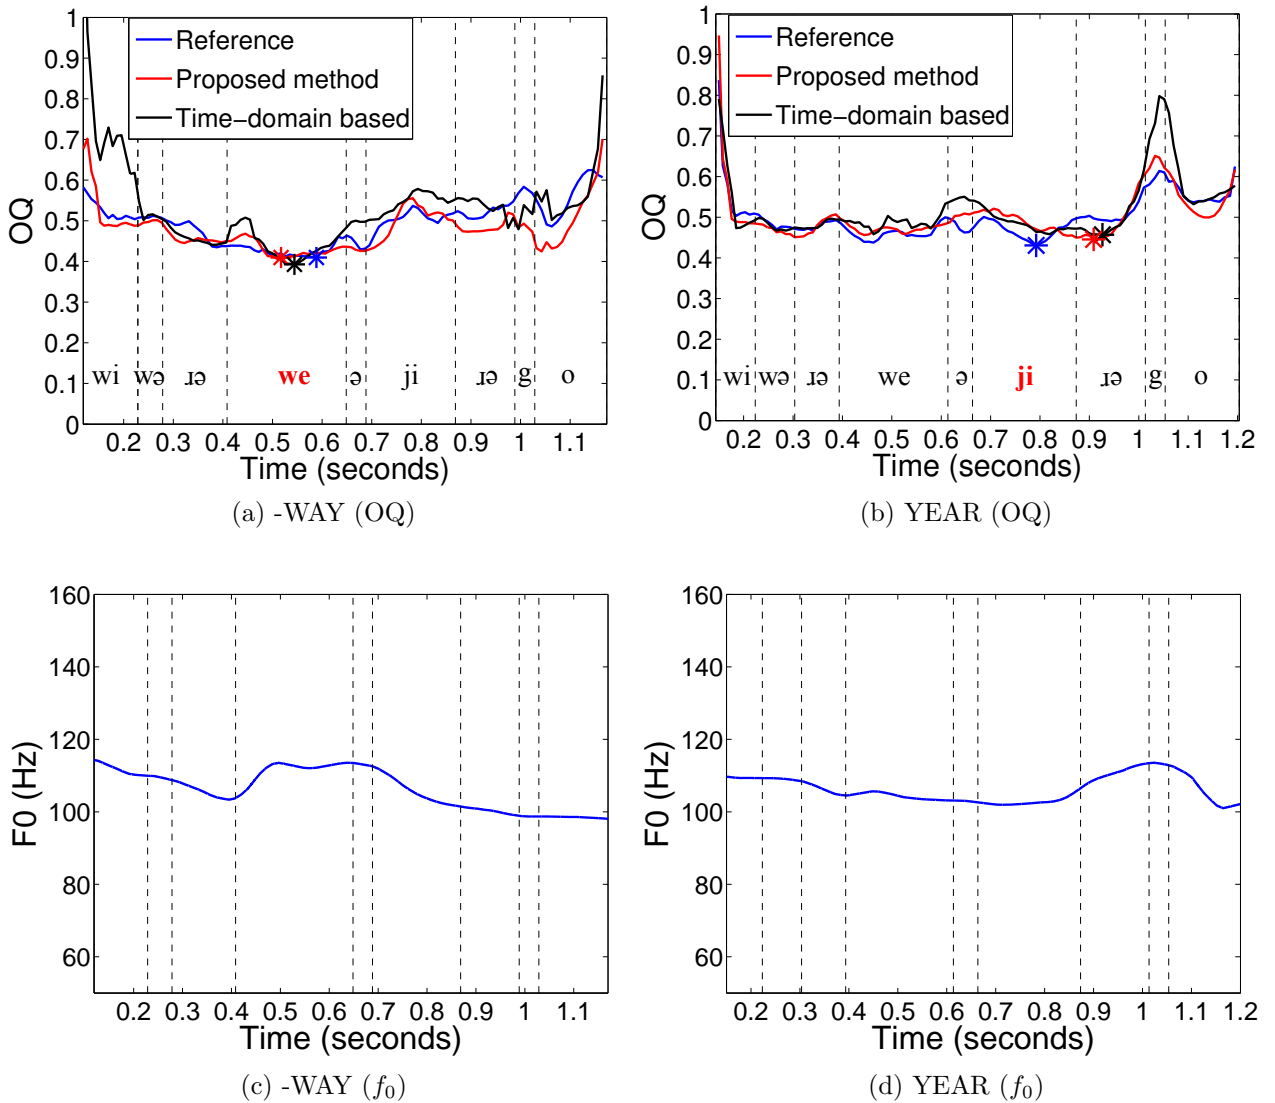 1
0.9
0.8
0.7
0.6
0.5
0.4
0.3
0.2
0.1
0
OQ
Reference
Proposed method
Time−domain based
wi wə ɹə we ə ji ɹə g o
0.2 0.3 0.4 0.5 0.6 0.7 0.8 0.9 1 1.1
Time (seconds)
(a) -WAY (OQ)
1
0.9
0.8
0.7
0.6
0.5
0.4
0.3
0.2
0.1
0
OQ
Reference
Proposed method
Time−domain based
wi wə ɹə we ə ji ɹə g o
0.2 0.3 0.4 0.5 0.6 0.7 0.8 0.9 1 1.1 1.2
Time (seconds)
(b) YEAR (OQ)
160
140
120
100
80
60
F0 (Hz)
0.2 0.3 0.4 0.5 0.6 0.7 0.8 0.9 1 1.1
Time (seconds)
(c) -WAY (f₀)
160
140
120
100
80
60
F0 (Hz)
0.2 0.3 0.4 0.5 0.6 0.7 0.8 0.9 1 1.1 1.2
Time (seconds)
(d) YEAR (f₀)